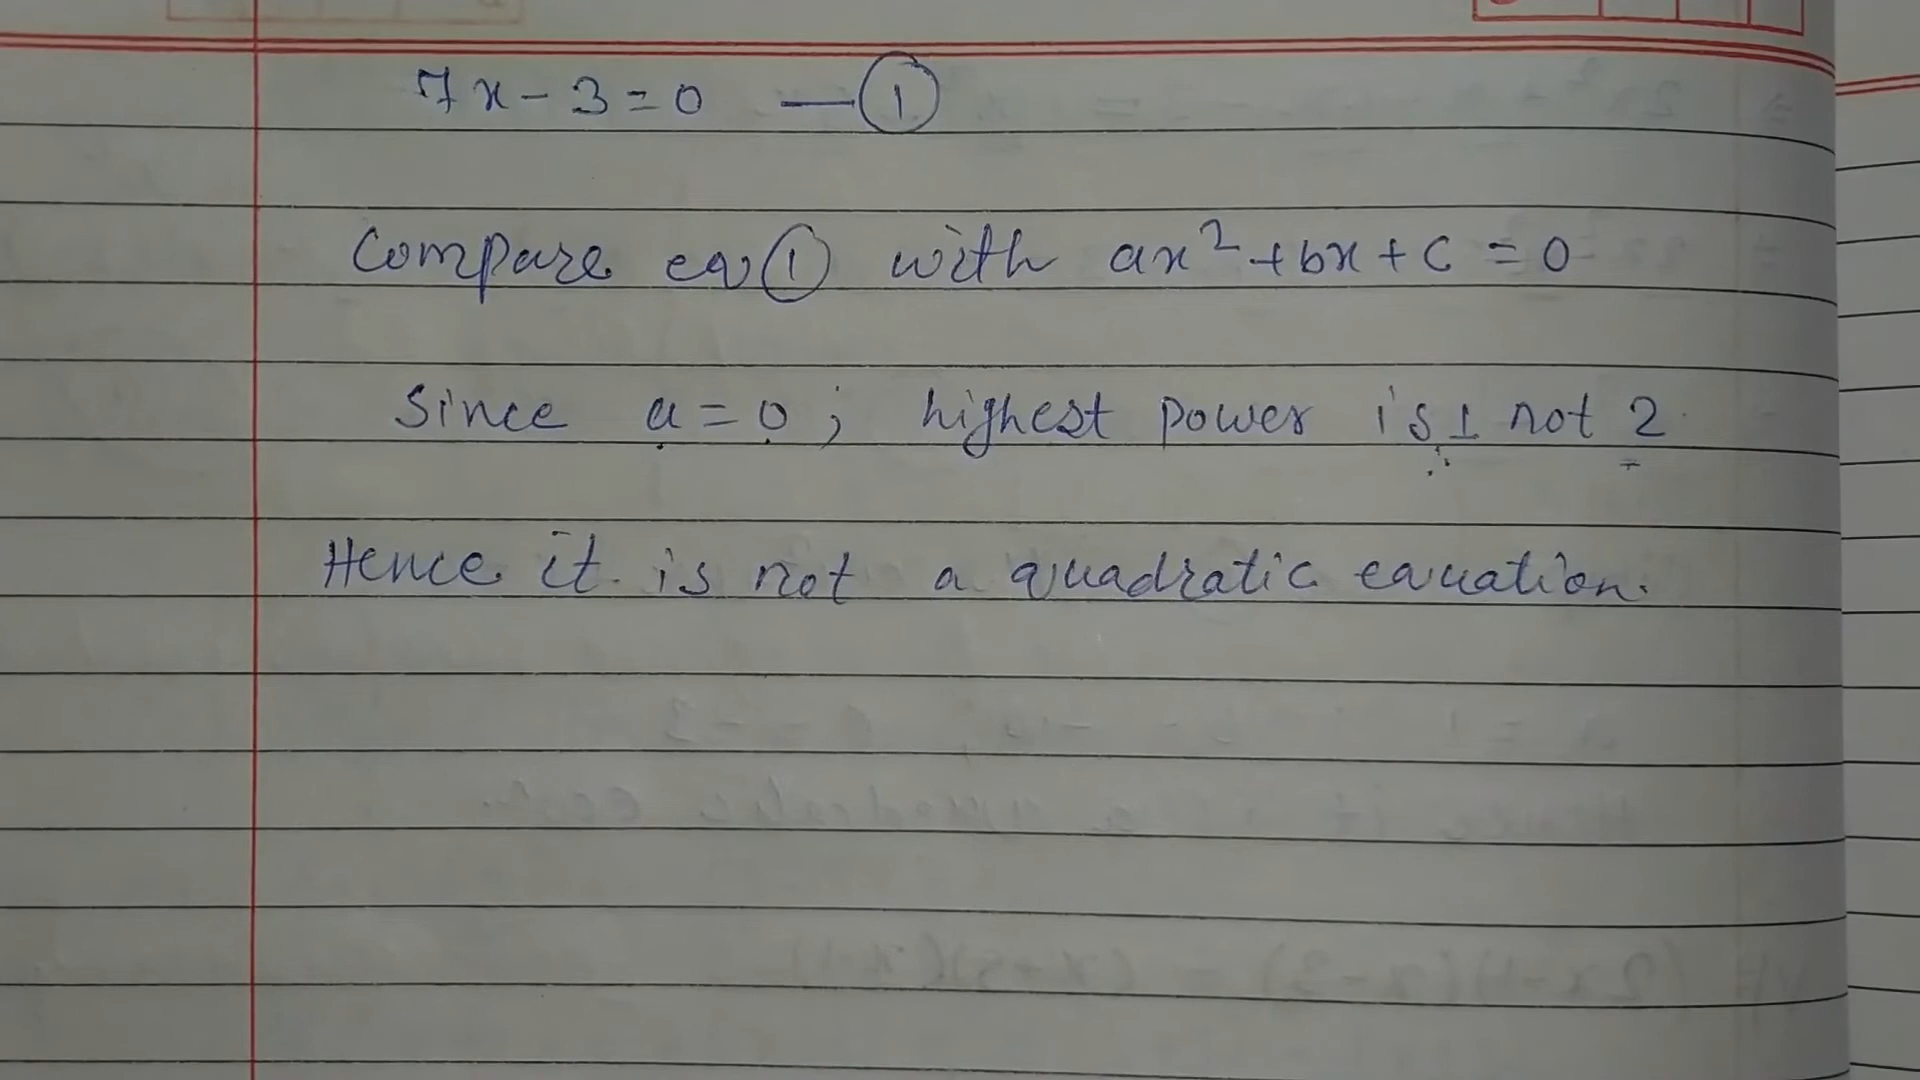 7x - 3 = 0 — ①
Compare eq ① with ax² + bx + c = 0
Since a = 0 ; highest power is 1 not 2
Hence it is not a quadratic equation.